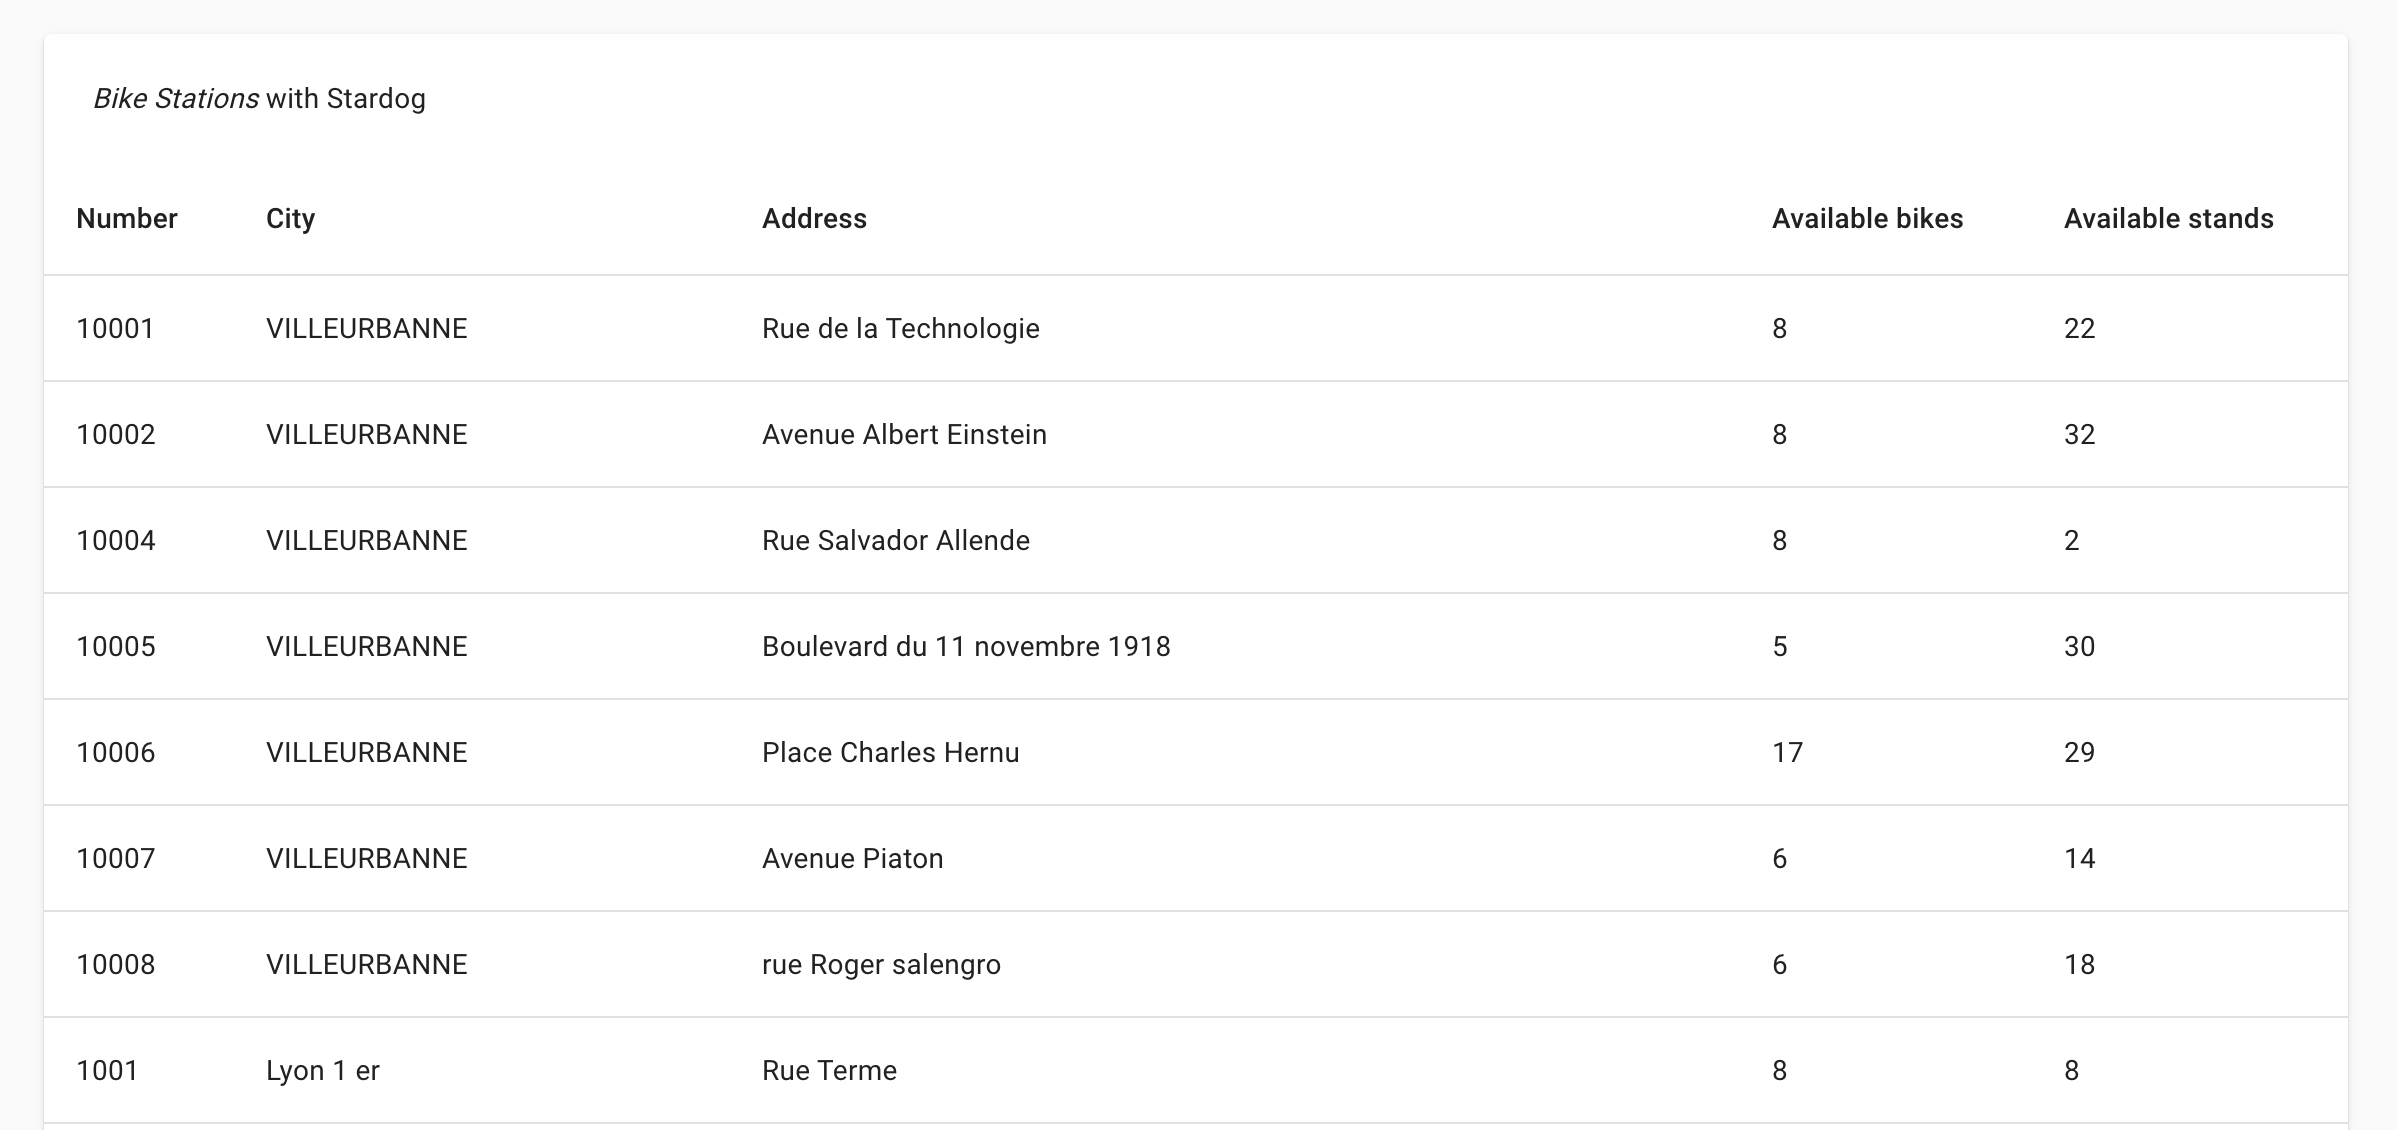 Bike Stations with Stardog
Number City Address Available bikes Available stands
10001 VILLEURBANNE Rue de la Technologie 8 22
10002 VILLEURBANNE Avenue Albert Einstein 8 32
10004 VILLEURBANNE Rue Salvador Allende 8 2
10005 VILLEURBANNE Boulevard du 11 novembre 1918 5 30
10006 VILLEURBANNE Place Charles Hernu 17 29
10007 VILLEURBANNE Avenue Piaton 6 14
10008 VILLEURBANNE rue Roger salengro 6 18
1001 Lyon 1 er Rue Terme 8 8